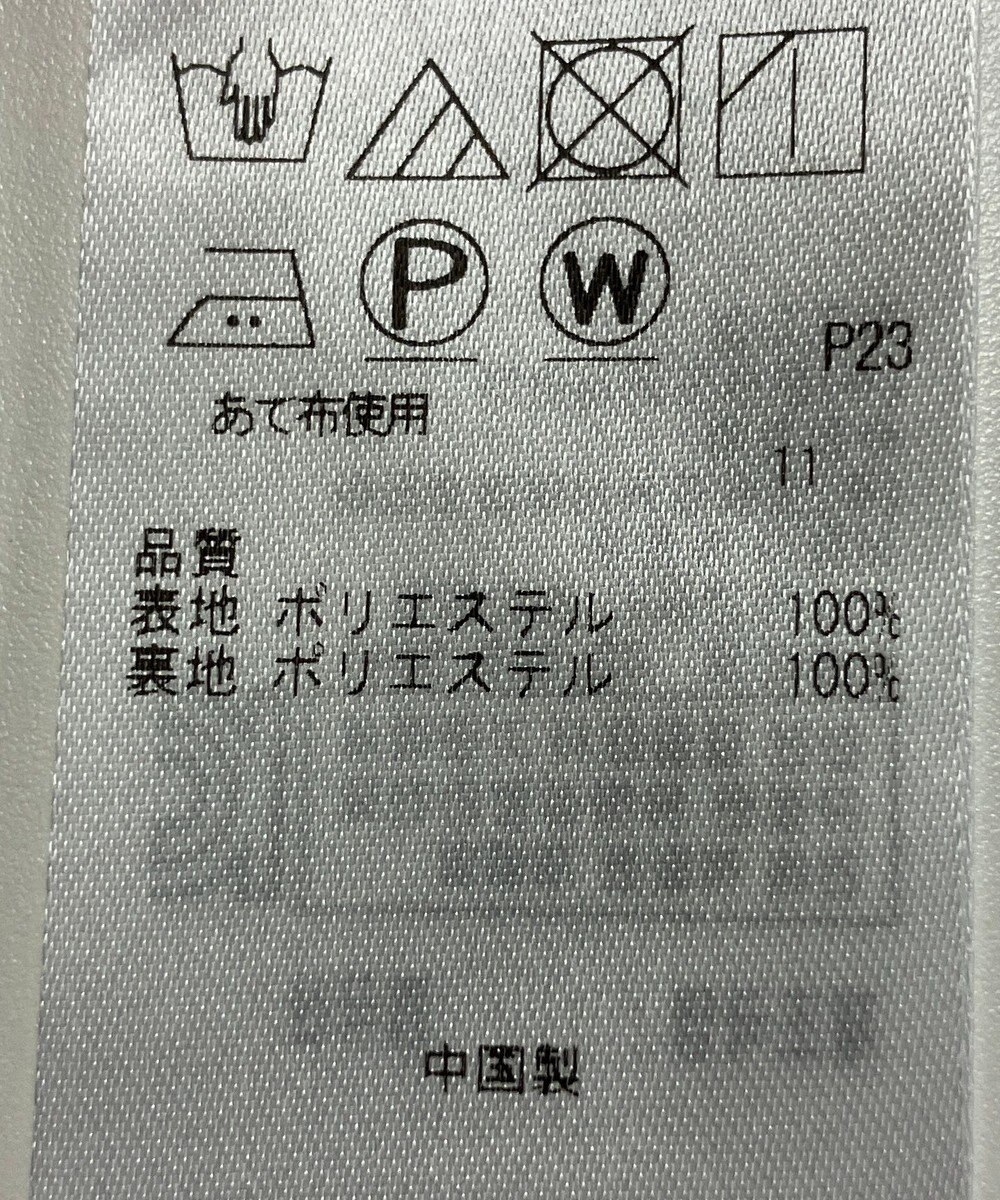 P W
P23
あて布使用
11
品質
表地 ポリエステル 100%
裏地 ポリエステル 100%
中国製